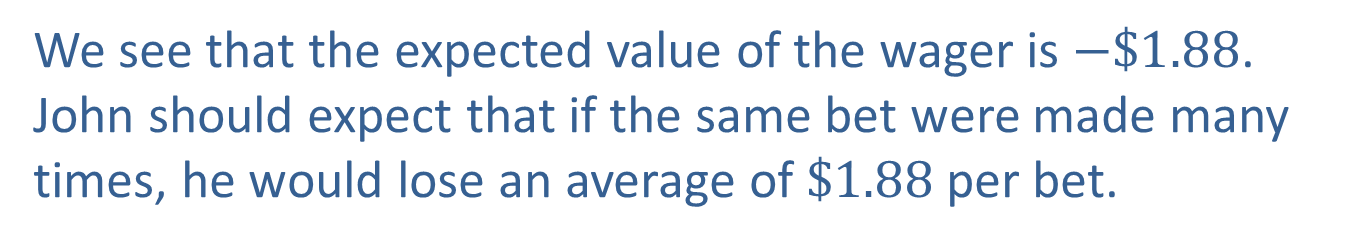 We see that the expected value of the wager is −$1.88.
John should expect that if the same bet were made many
times, he would lose an average of $1.88 per bet.